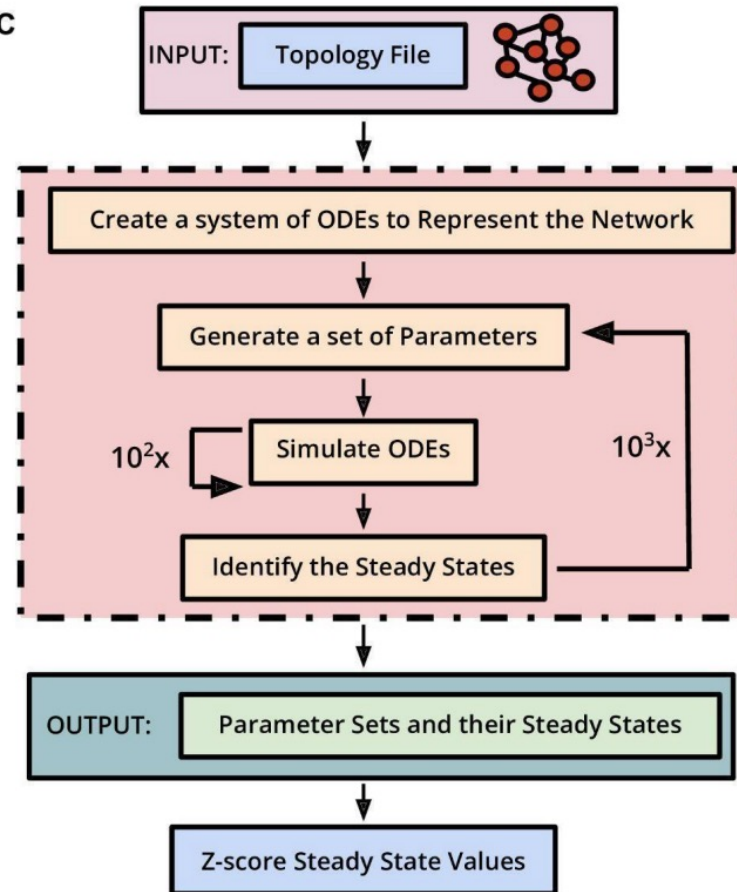 C
INPUT: Topology File
Create a system of ODEs to Represent the Network
Generate a set of Parameters
Simulate ODEs
10²x
10³x
Identify the Steady States
OUTPUT: Parameter Sets and their Steady States
Z-score Steady State Values